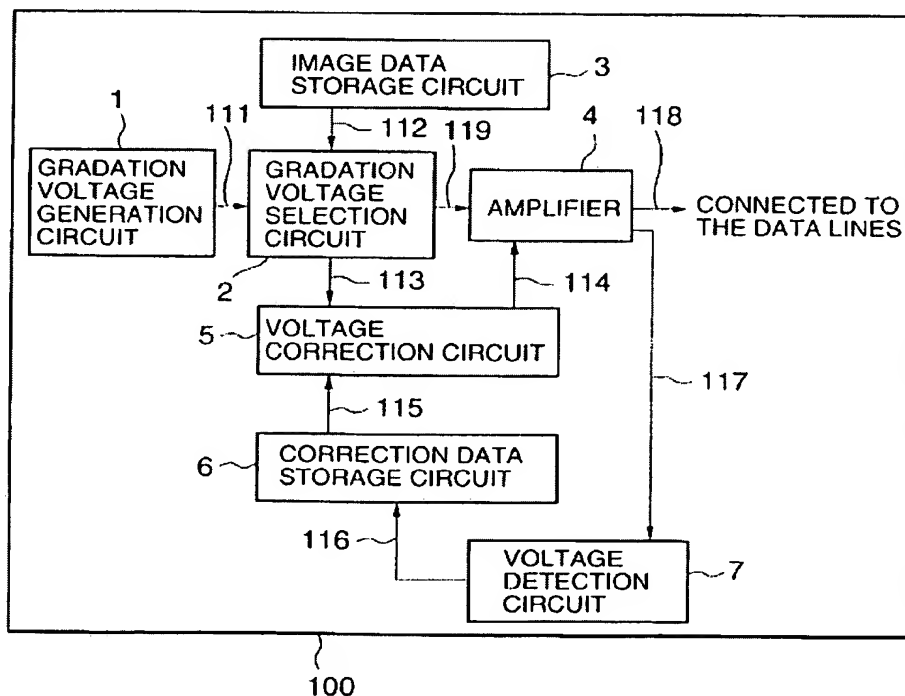 IMAGE DATA
STORAGE CIRCUIT
3
1
111
112
119
4
118
GRADATION
VOLTAGE
GENERATION
CIRCUIT
GRADATION
VOLTAGE
SELECTION
CIRCUIT
AMPLIFIER
CONNECTED TO
THE DATA LINES
2
113
114
5
VOLTAGE
CORRECTION CIRCUIT
117
115
6
CORRECTION DATA
STORAGE CIRCUIT
116
VOLTAGE
DETECTION
CIRCUIT
7
100